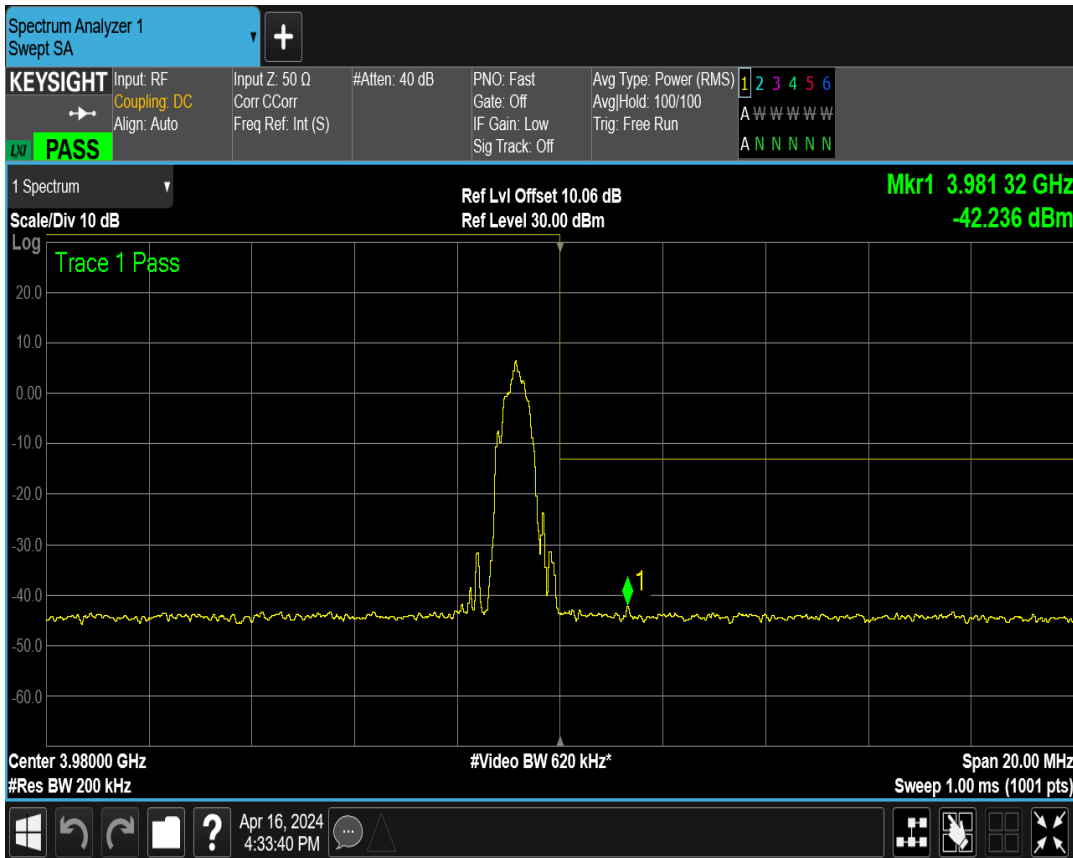 Spectrum Analyzer 1
Swept SA
+
KEYSIGHT
LXI PASS
Input: RF
Coupling: DC
Align: Auto
Input Z: 50 Ω
Corr CCorr
Freq Ref: Int (S)
#Atten: 40 dB
PNO: Fast
Gate: Off
IF Gain: Low
Sig Track: Off
Avg Type: Power (RMS)
Avg|Hold: 100/100
Trig: Free Run
1 2 3 4 5 6
A W W W W W
A N N N N N
1 Spectrum
Scale/Div 10 dB
Ref Lvl Offset 10.06 dB
Ref Level 30.00 dBm
Mkr1 3.981 32 GHz
-42.236 dBm
Log
Trace 1 Pass
20.0
10.0
0.00
-10.0
-20.0
-30.0
-40.0
-50.0
-60.0
1
Center 3.98000 GHz
#Res BW 200 kHz
#Video BW 620 kHz*
Span 20.00 MHz
Sweep 1.00 ms (1001 pts)
?
Apr 16, 2024
4:33:40 PM